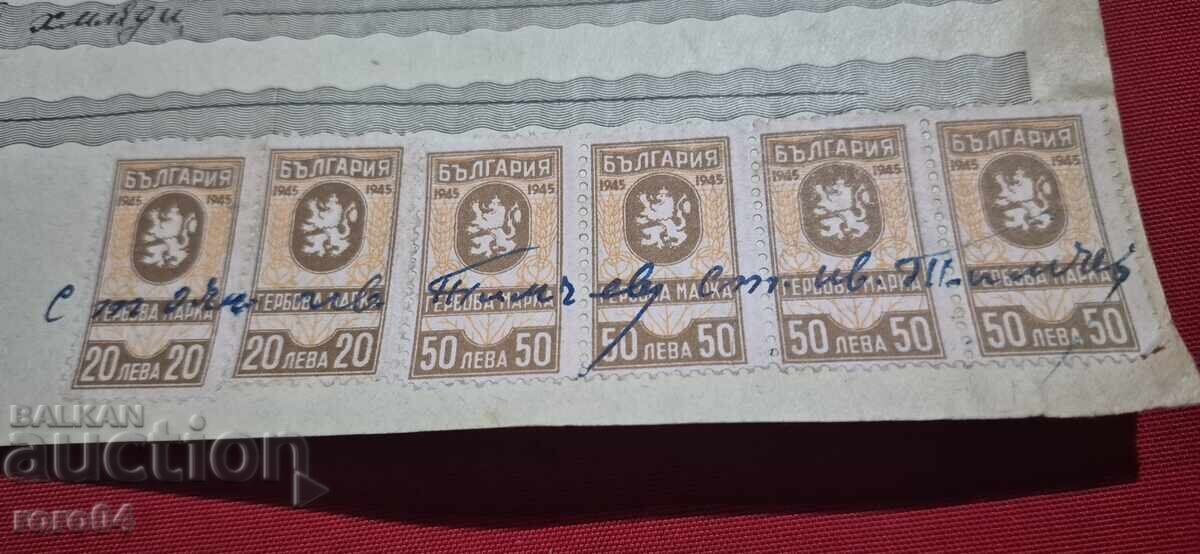 хиляди
БЪЛГАРИЯ БЪЛГАРИЯ БЪЛГАРИЯ БЪЛГАРИЯ БЪЛГАРИЯ БЪЛГАРИЯ
1945 1945 1945 1945 1945 1945 1945 1945 1945 1945 1945 1945
ГЕРБОВА МАРКА ГЕРБОВА МАРКА ГЕРБОВА МАРКА ГЕРБОВА МАРКА ГЕРБОВА МАРКА ГЕРБОВА МАРКА
20 ЛЕВА 20 20 ЛЕВА 20 50 ЛЕВА 50 50 ЛЕВА 50 50 ЛЕВА 50 50 ЛЕВА 50
BALKAN
auction
roro64